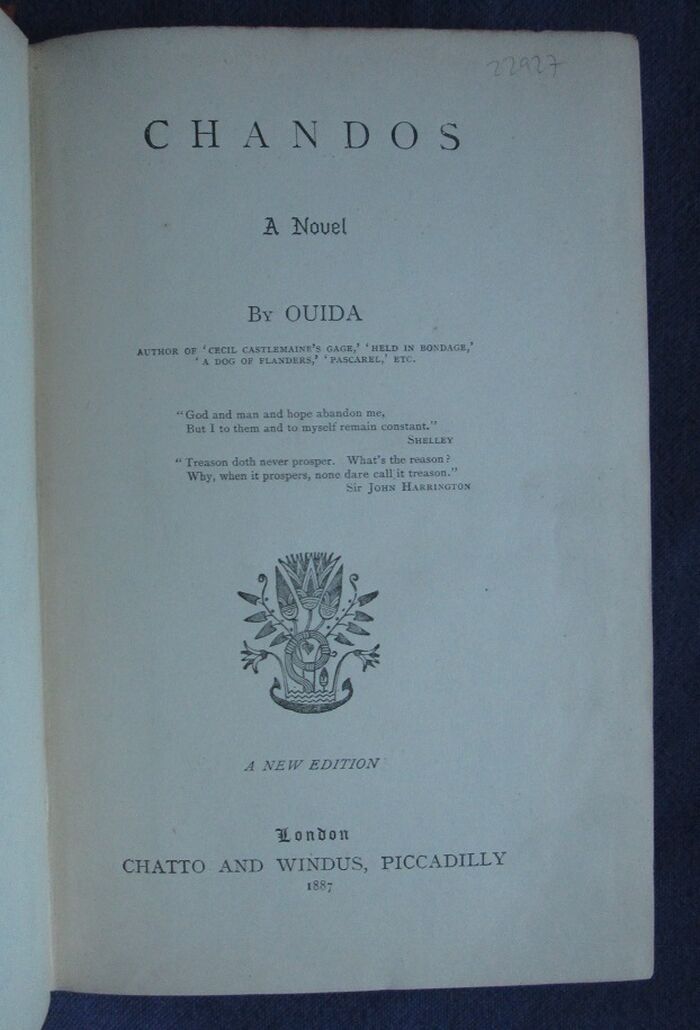 22927
CHANDOS
A Novel
By OUIDA
AUTHOR OF 'CECIL CASTLEMAINE'S GAGE,' 'HELD IN BONDAGE,'
'A DOG OF FLANDERS,' 'PASCAREL,' ETC.
"God and man and hope abandon me,
But I to them and to myself remain constant."
SHELLEY
"Treason doth never prosper. What's the reason?
Why, when it prospers, none dare call it treason."
SIR JOHN HARRINGTON
A NEW EDITION
London
CHATTO AND WINDUS, PICCADILLY
1887